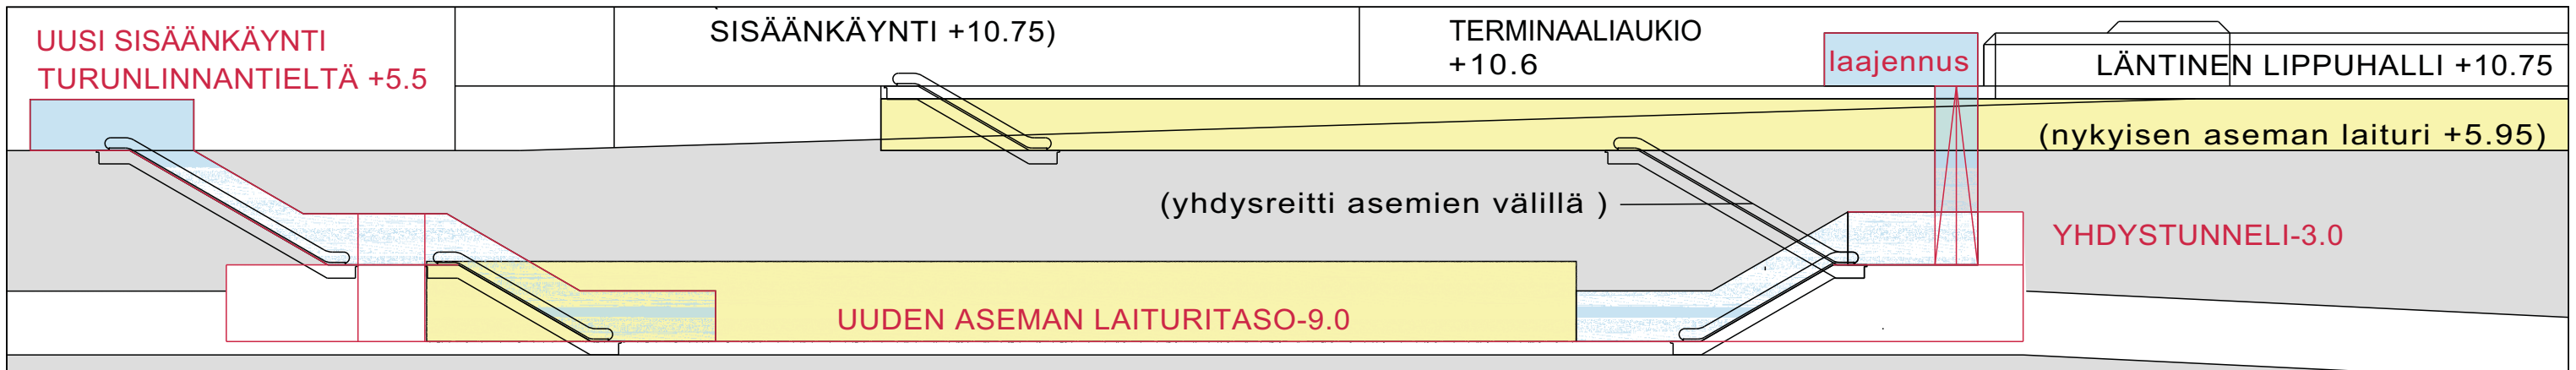 UUSI SISÄÄNKÄYNTI
TURUNLINNANTIELTÄ +5.5
SISÄÄNKÄYNTI +10.75)
TERMINAALIAUKIO
+10.6
laajennus
LÄNTINEN LIPPUHALLI +10.75
(nykyisen aseman laituri +5.95)
(yhdysreitti asemien välillä )
YHDYSTUNNELI-3.0
UUDEN ASEMAN LAITURITASO-9.0